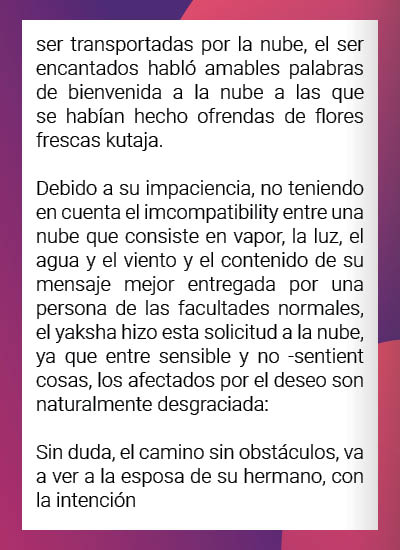 ser transportadas por la nube, el ser
encantados habló amables palabras
de bienvenida a la nube a las que
se habían hecho ofrendas de flores
frescas kutaja.
Debido a su impaciencia, no teniendo
en cuenta el imcompatibility entre una
nube que consiste en vapor, la luz, el
agua y el viento y el contenido de su
mensaje mejor entregada por una
persona de las facultades normales,
el yaksha hizo esta solicitud a la nube,
ya que entre sensible y no -sentient
cosas, los afectados por el deseo son
naturalmente desgraciada:
Sin duda, el camino sin obstáculos, va
a ver a la esposa de su hermano, con
la intención